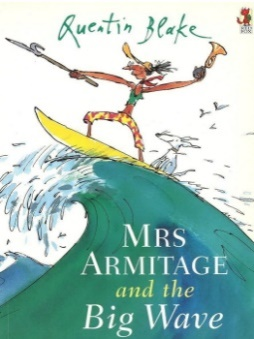 Quentin Blake
MRS
ARMITAGE
and the
Big Wave